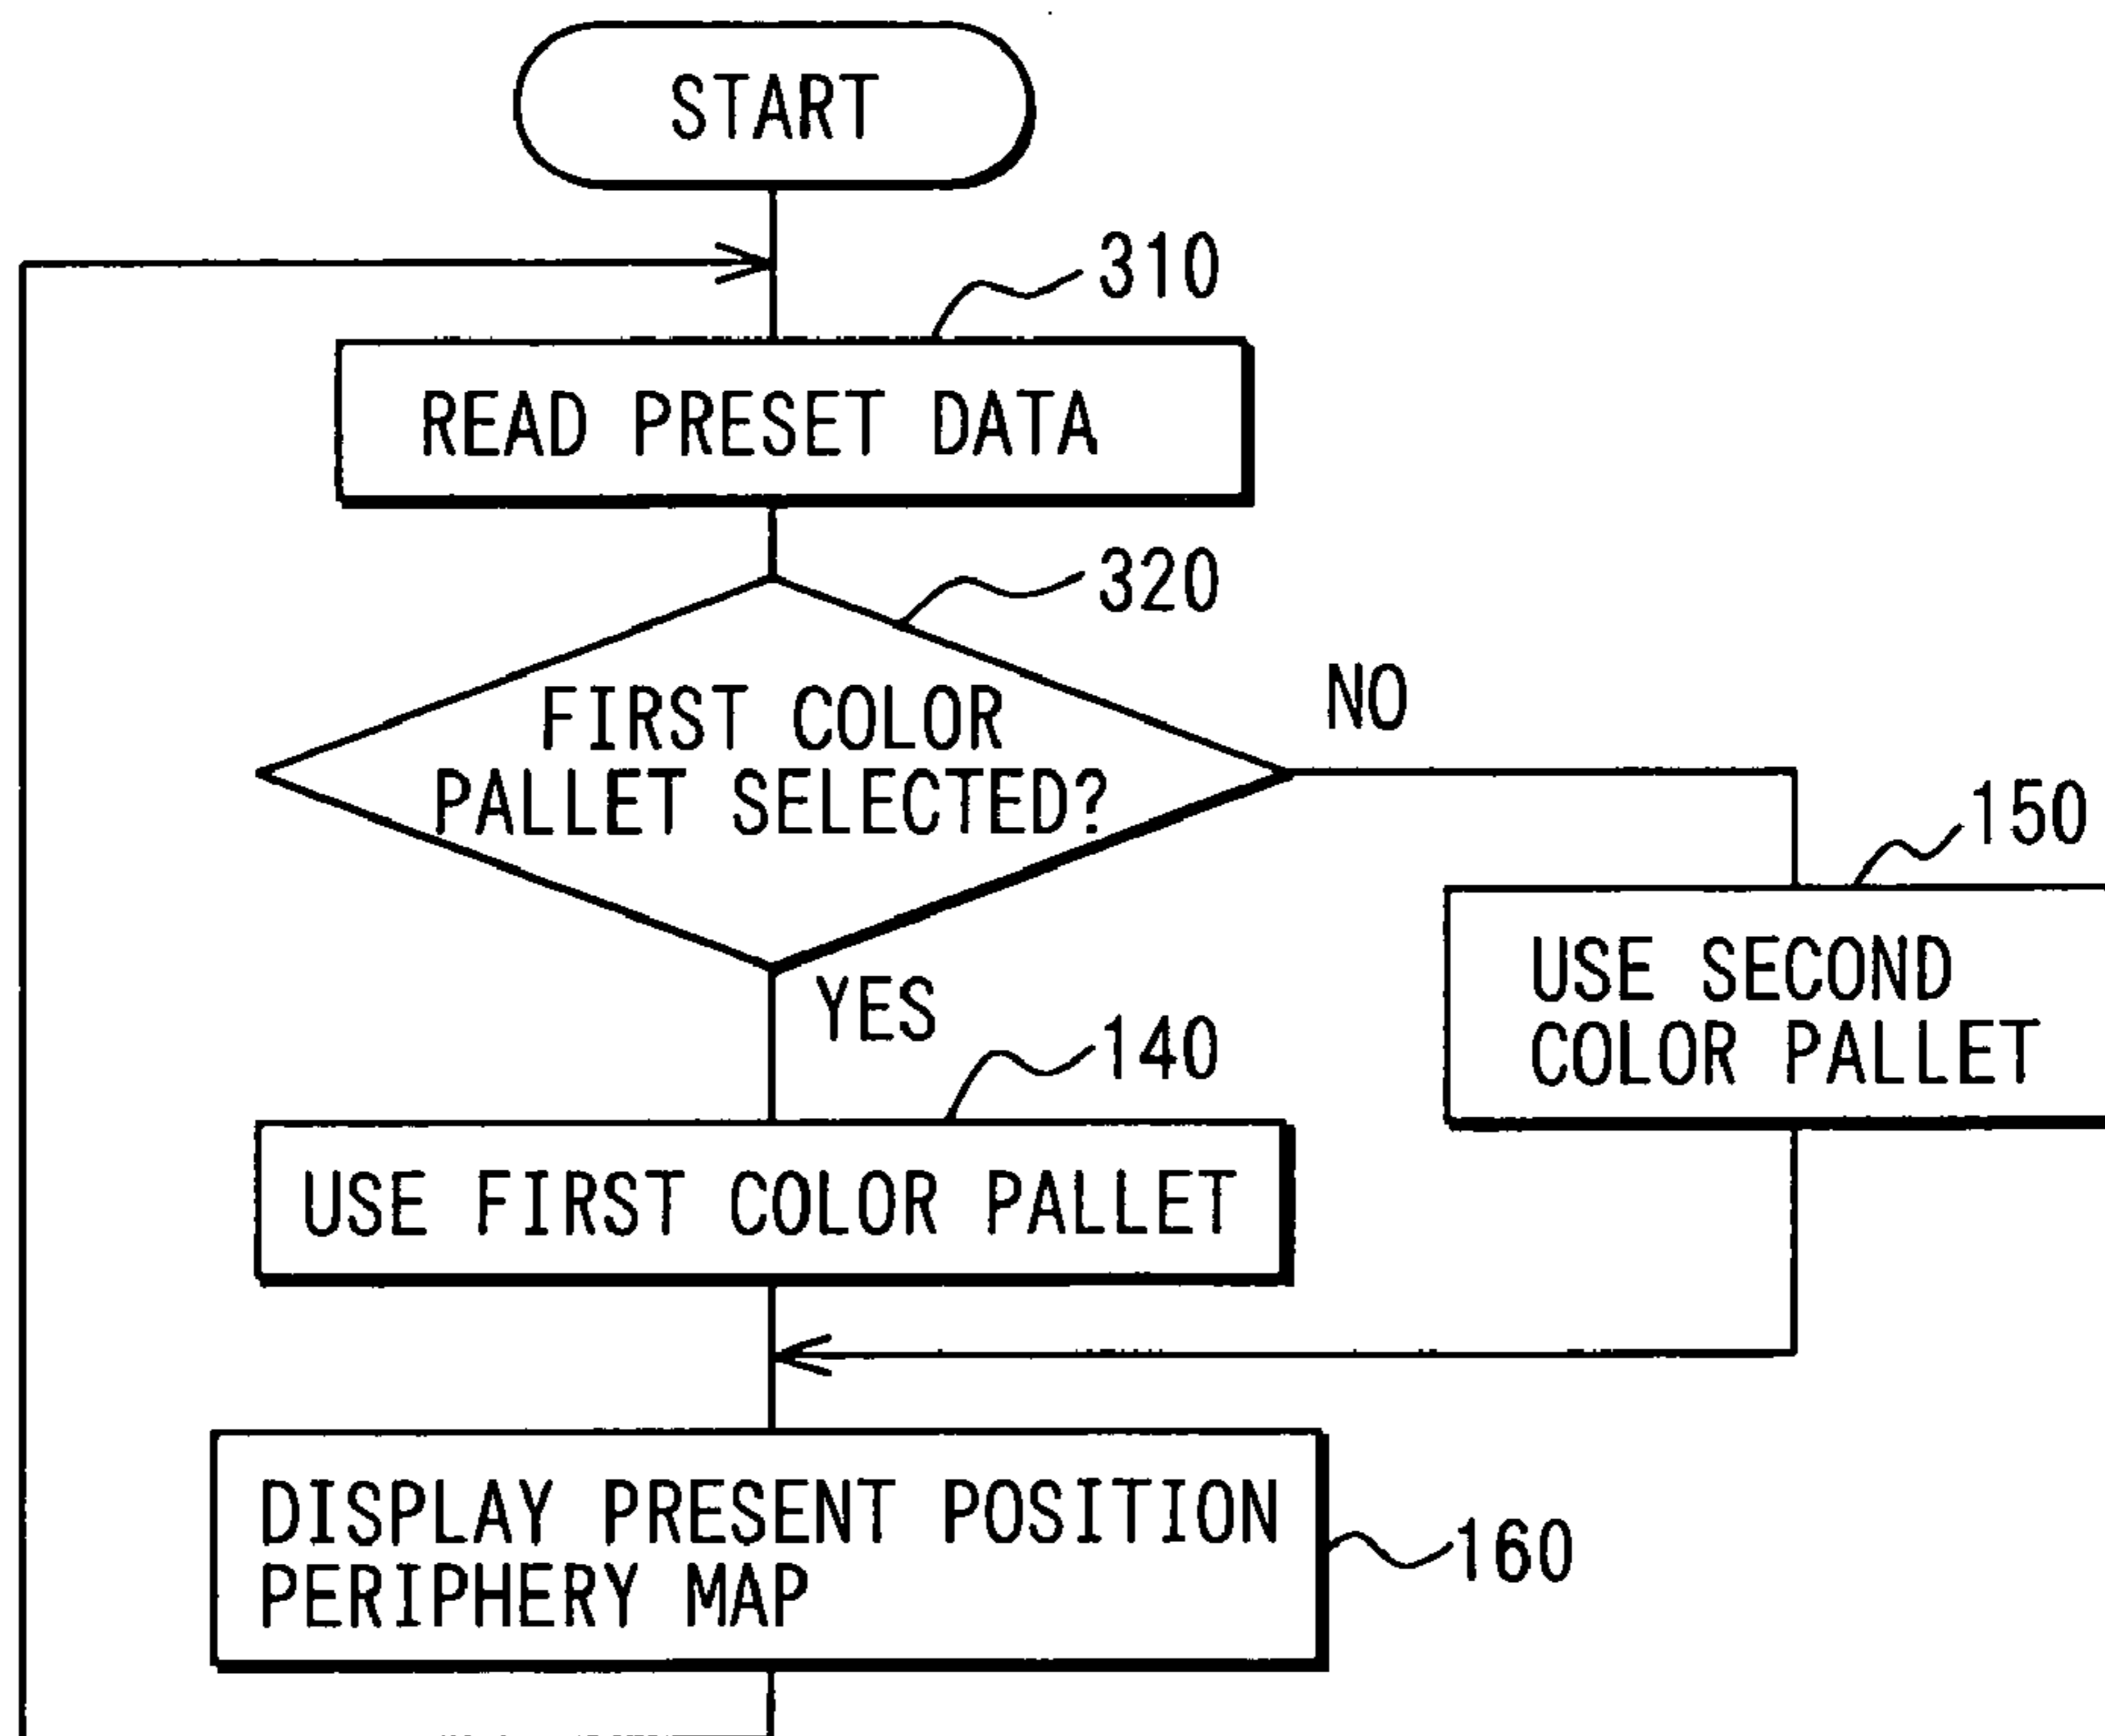 START
310
READ PRESET DATA
320
FIRST COLOR
PALLET SELECTED?
NO
150
USE SECOND
COLOR PALLET
YES
140
USE FIRST COLOR PALLET
DISPLAY PRESENT POSITION
PERIPHERY MAP
160